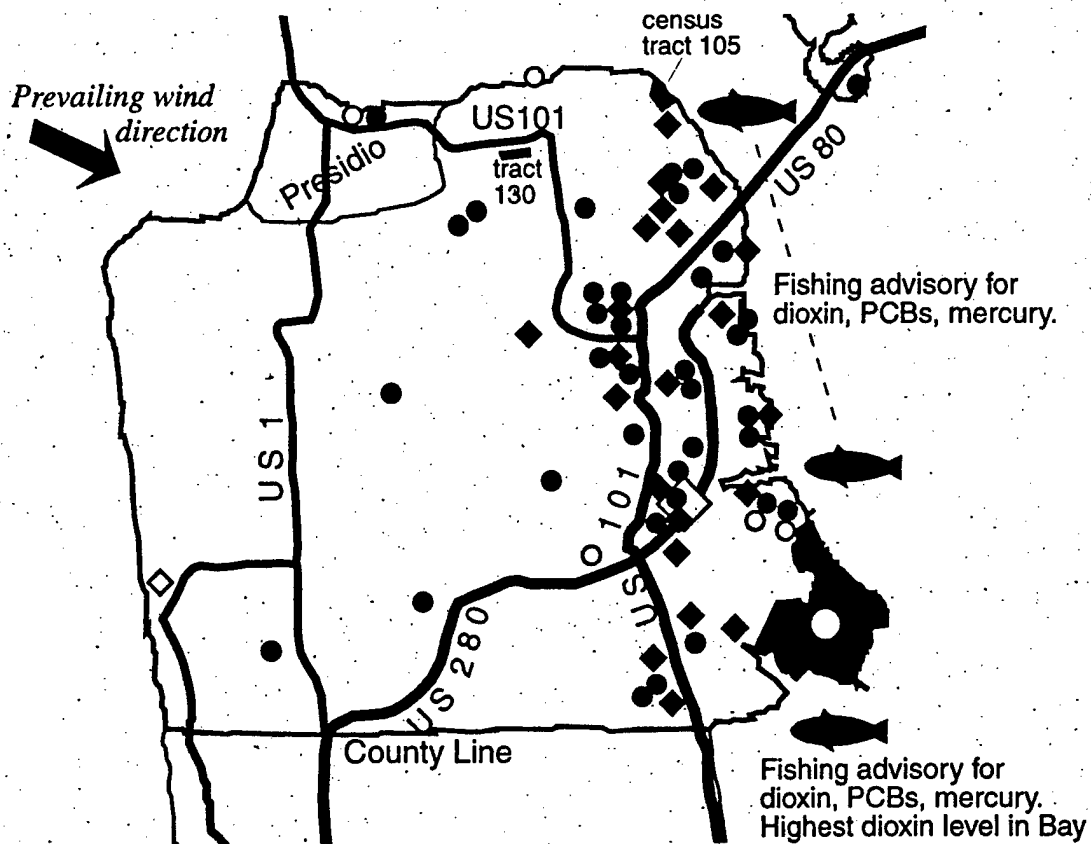 census
tract 105
Prevailing wind
direction
US101
US 80
Presidio
tract
130
Fishing advisory for
dioxin, PCBs, mercury.
US 1
US 101
US 280
County Line
Fishing advisory for
dioxin, PCBs, mercury.
Highest dioxin level in Bay